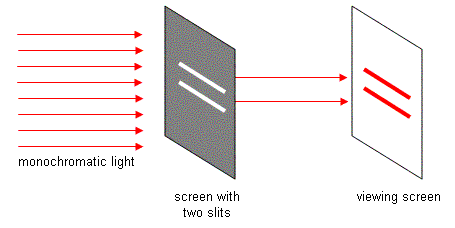 monochromatic light
screen with
two slits
viewing screen